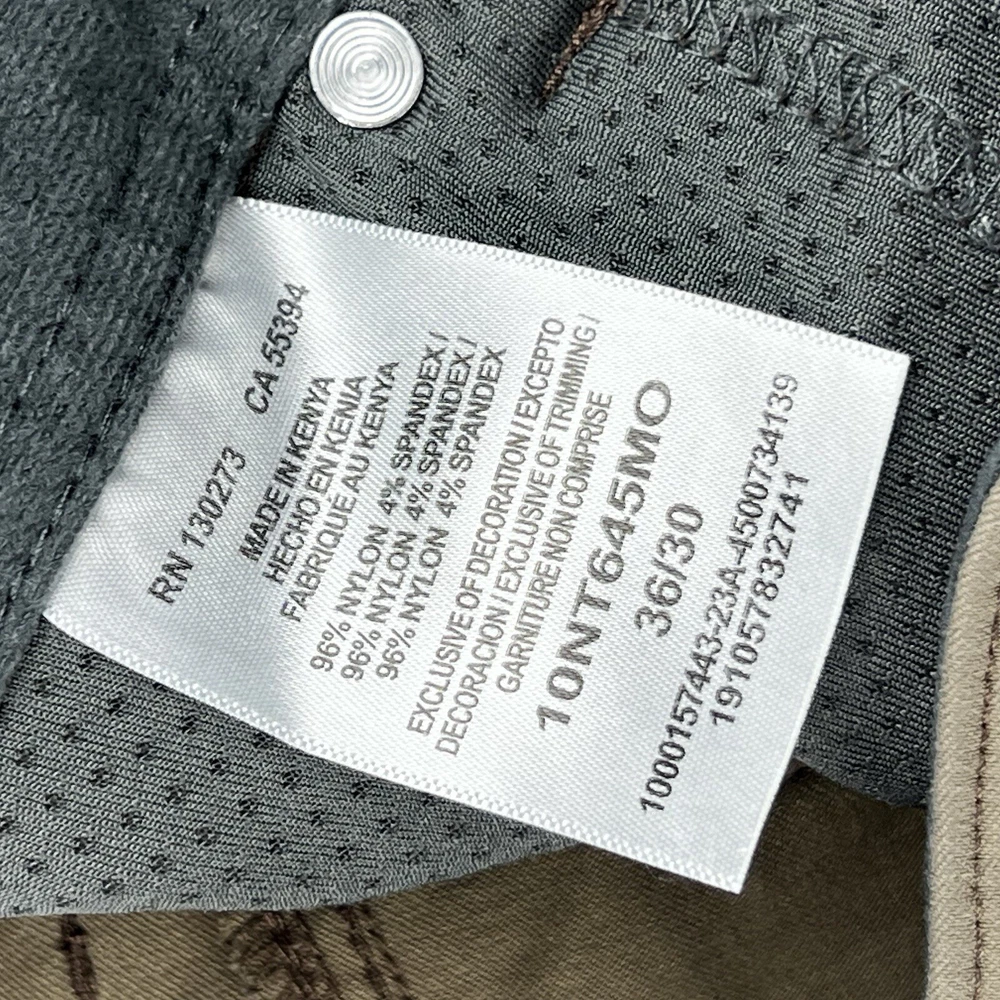 RN 130273 CA 55394
MADE IN KENYA
HECHO EN KENIA
FABRIQUE AU KENYA
96% NYLON 4% SPANDEX /
96% NYLON 4% SPANDEX /
96% NYLON 4% SPANDEX
EXCLUSIVE OF DECORATION / EXCEPTO
DECORACION / EXCLUSIVE OF TRIMMING /
GARNITURE NON COMPRISE
10NT645MO
36/30
1000157443-23A-4500734139
191057832741